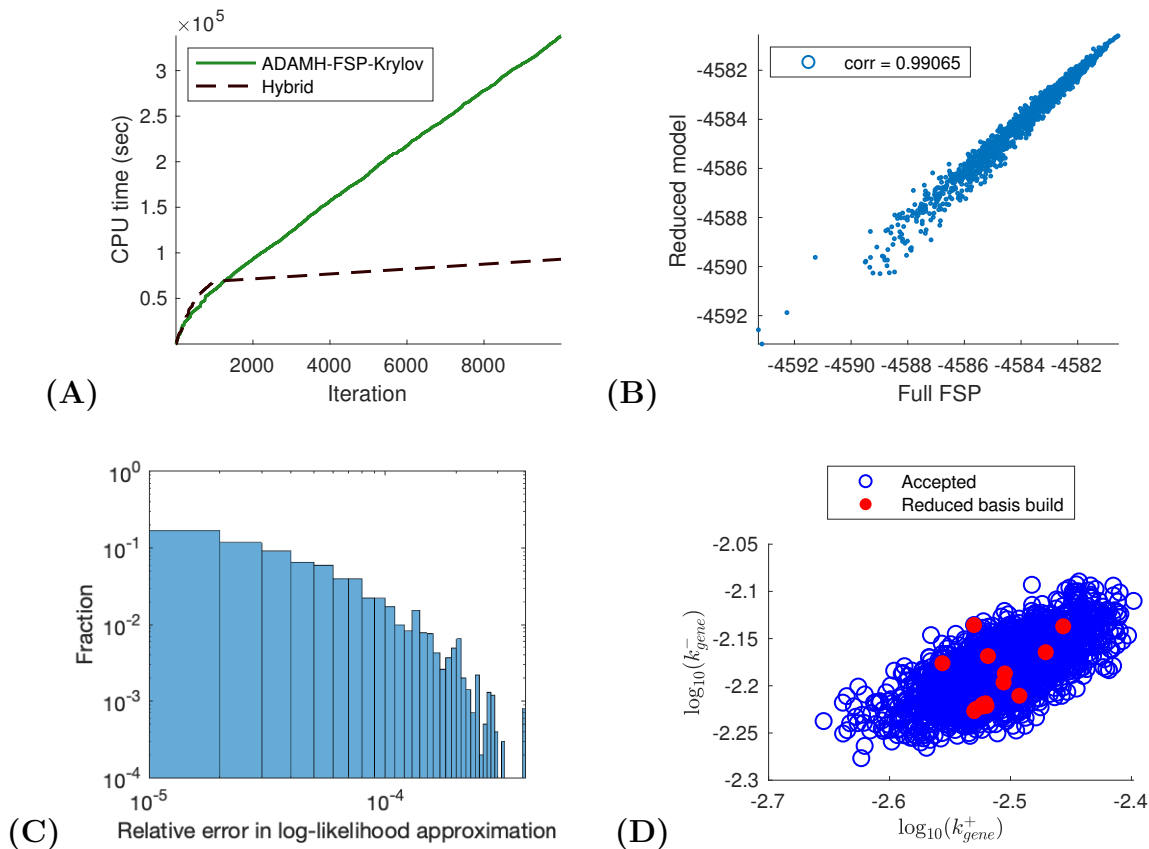 ×10^5
ADAMH-FSP-Krylov
Hybrid
3
2.5
2
1.5
1
0.5
CPU time (sec)
2000 4000 6000 8000
Iteration
(A)
corr = 0.99065
-4582
-4584
-4586
-4588
-4590
-4592
Reduced model
-4592 -4590 -4588 -4586 -4584 -4582
Full FSP
(B)
10^0
10^-1
10^-2
10^-3
10^-4
Fraction
10^-5 10^-4
Relative error in log-likelihood approximation
(C)
Accepted
Reduced basis build
-2.05
-2.1
-2.15
-2.2
-2.25
-2.3
log10(k^-_gene)
-2.7 -2.6 -2.5 -2.4
log10(k^+_gene)
(D)